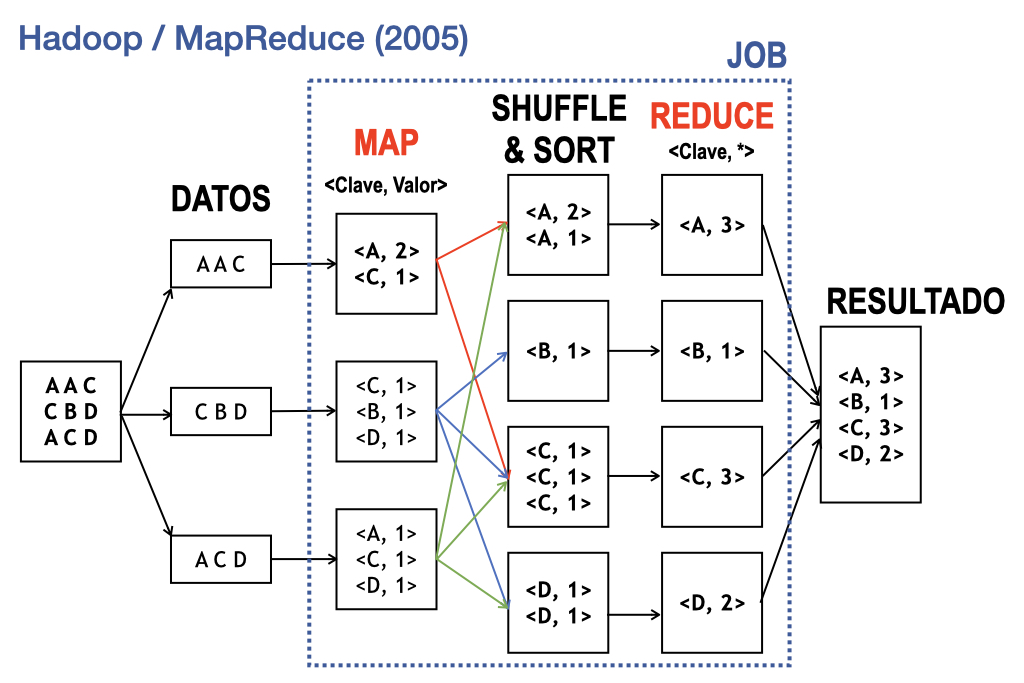 Hadoop / MapReduce (2005)
JOB
DATOS
A A C
C B D
A C D
A A C
C B D
A C D
MAP
<Clave, Valor>
<A, 2>
<C, 1>
<C, 1>
<B, 1>
<D, 1>
<A, 1>
<C, 1>
<D, 1>
SHUFFLE
& SORT
<A, 2>
<A, 1>
<B, 1>
<C, 1>
<C, 1>
<C, 1>
<D, 1>
<D, 1>
REDUCE
<Clave, *>
<A, 3>
<B, 1>
<C, 3>
<D, 2>
RESULTADO
<A, 3>
<B, 1>
<C, 3>
<D, 2>